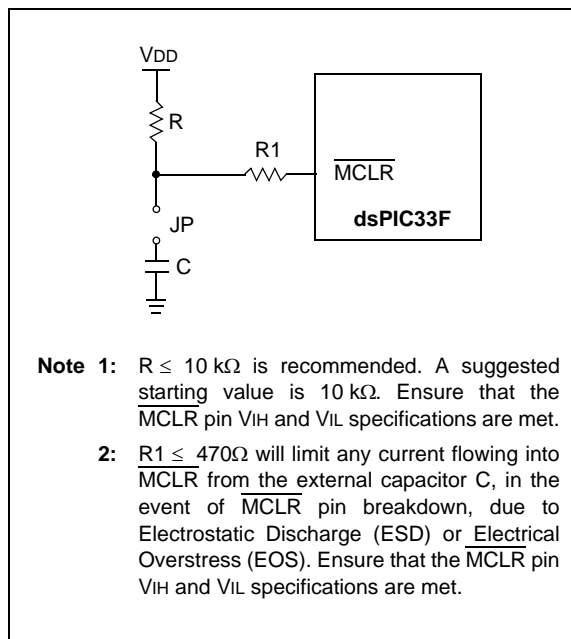 VDD
R
R1
MCLR
dsPIC33F
JP
C
Note 1: R ≤ 10 kΩ is recommended. A suggested
starting value is 10 kΩ. Ensure that the
MCLR pin VIH and VIL specifications are met.
2: R1 ≤ 470Ω will limit any current flowing into
MCLR from the external capacitor C, in the
event of MCLR pin breakdown, due to
Electrostatic Discharge (ESD) or Electrical
Overstress (EOS). Ensure that the MCLR pin
VIH and VIL specifications are met.